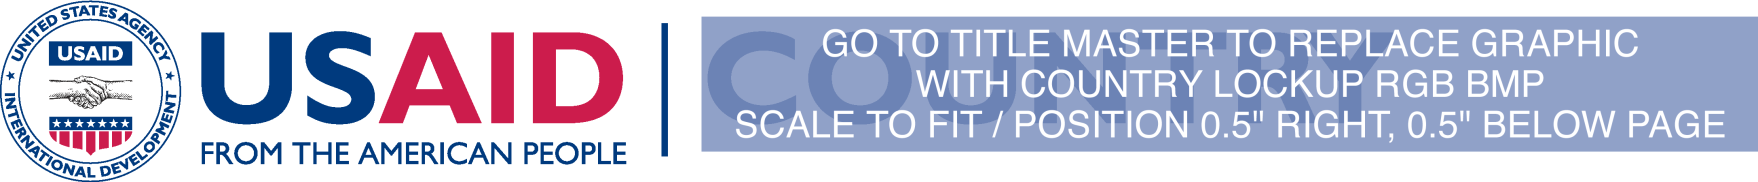 UNITED STATES AGENCY
INTERNATIONAL DEVELOPMENT
USAID
USAID
FROM THE AMERICAN PEOPLE
COUNTRY
GO TO TITLE MASTER TO REPLACE GRAPHIC
WITH COUNTRY LOCKUP RGB BMP
SCALE TO FIT / POSITION 0.5" RIGHT, 0.5" BELOW PAGE